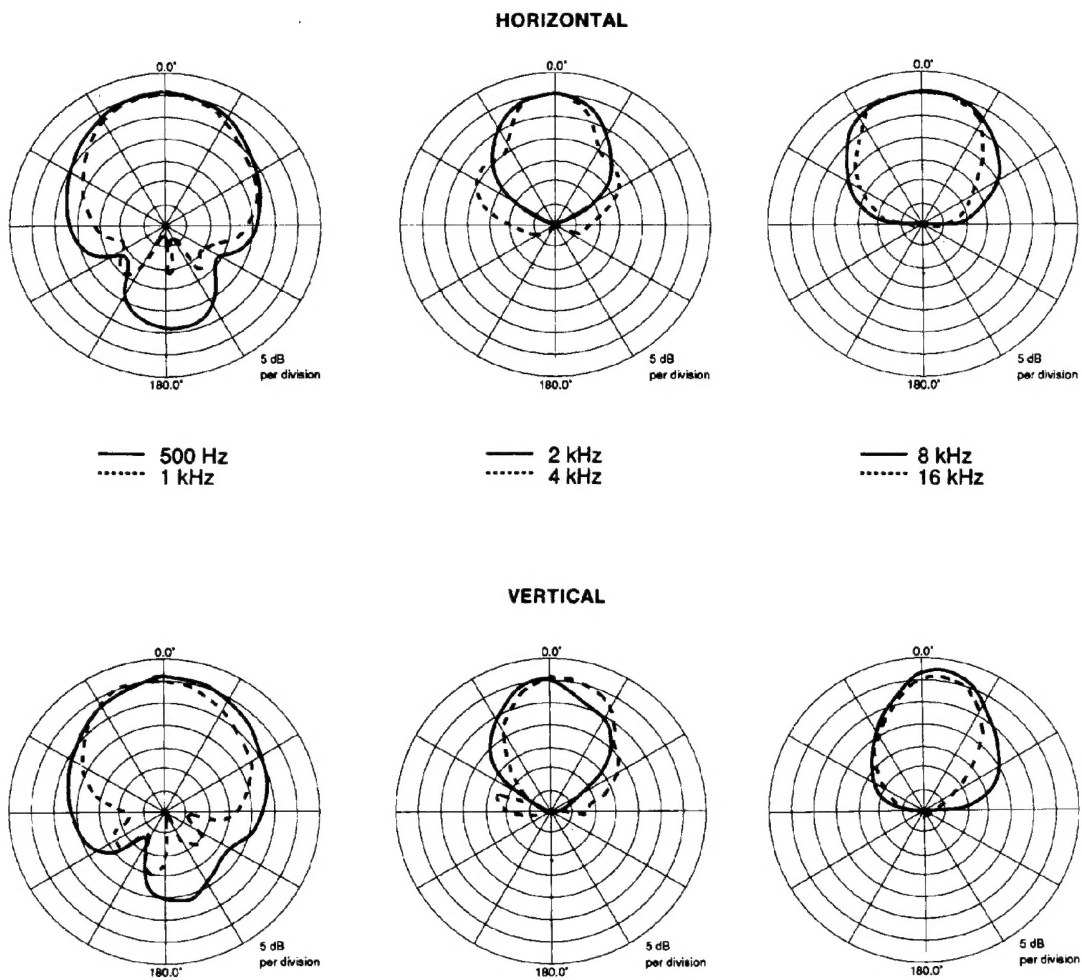 HORIZONTAL
0.0°
0.0°
0.0°
5 dB
per division
180.0°
5 dB
per division
180.0°
5 dB
per division
180.0°
500 Hz
1 kHz
2 kHz
4 kHz
8 kHz
16 kHz
VERTICAL
0.0°
0.0°
0.0°
5 dB
per division
180.0°
5 dB
per division
180.0°
5 dB
per division
180.0°